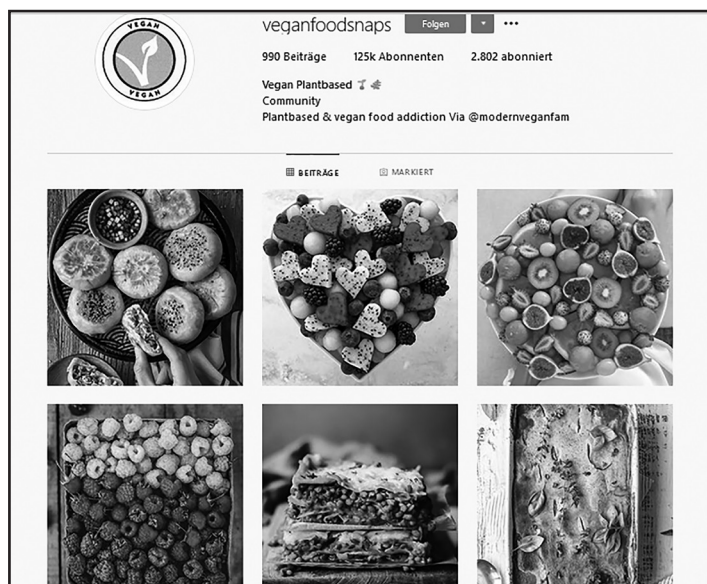 VEGAN
VEGAN
veganfoodsnaps Folgen
990 Beiträge 125k Abonnenten 2.802 abonniert
Vegan Plantbased
Community
Plantbased & vegan food addiction Via @modernveganfam
BEITRÄGE MARKIERT